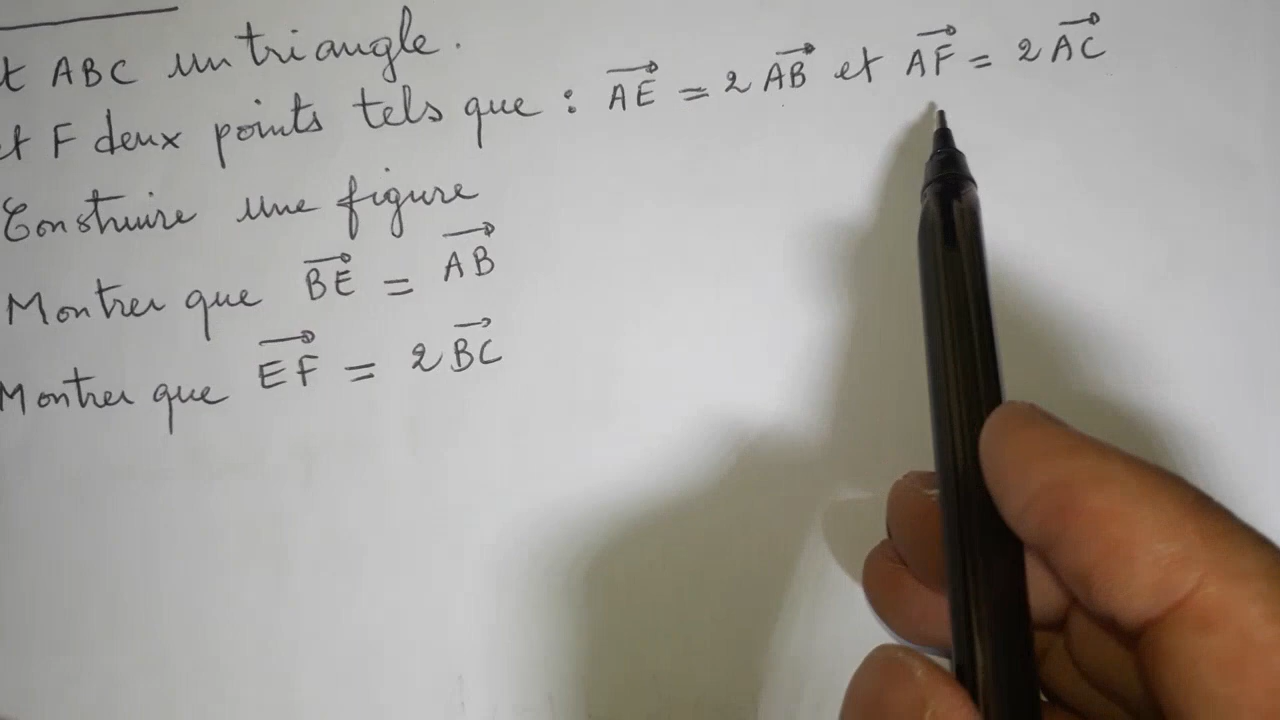 t ABC un triangle.
et F deux points tels que : AE = 2 AB et AF = 2 AC
Construire une figure
Montrer que BE = AB
Montrer que EF = 2 BC